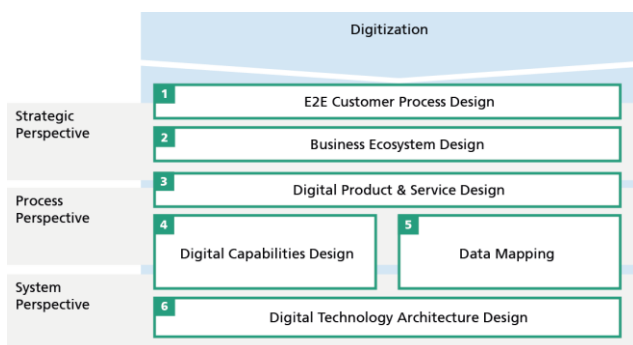 Digitization
1
E2E Customer Process Design
Strategic
Perspective
2
Business Ecosystem Design
3
Digital Product & Service Design
Process
Perspective
4
Digital Capabilities Design
5
Data Mapping
System
Perspective
6
Digital Technology Architecture Design